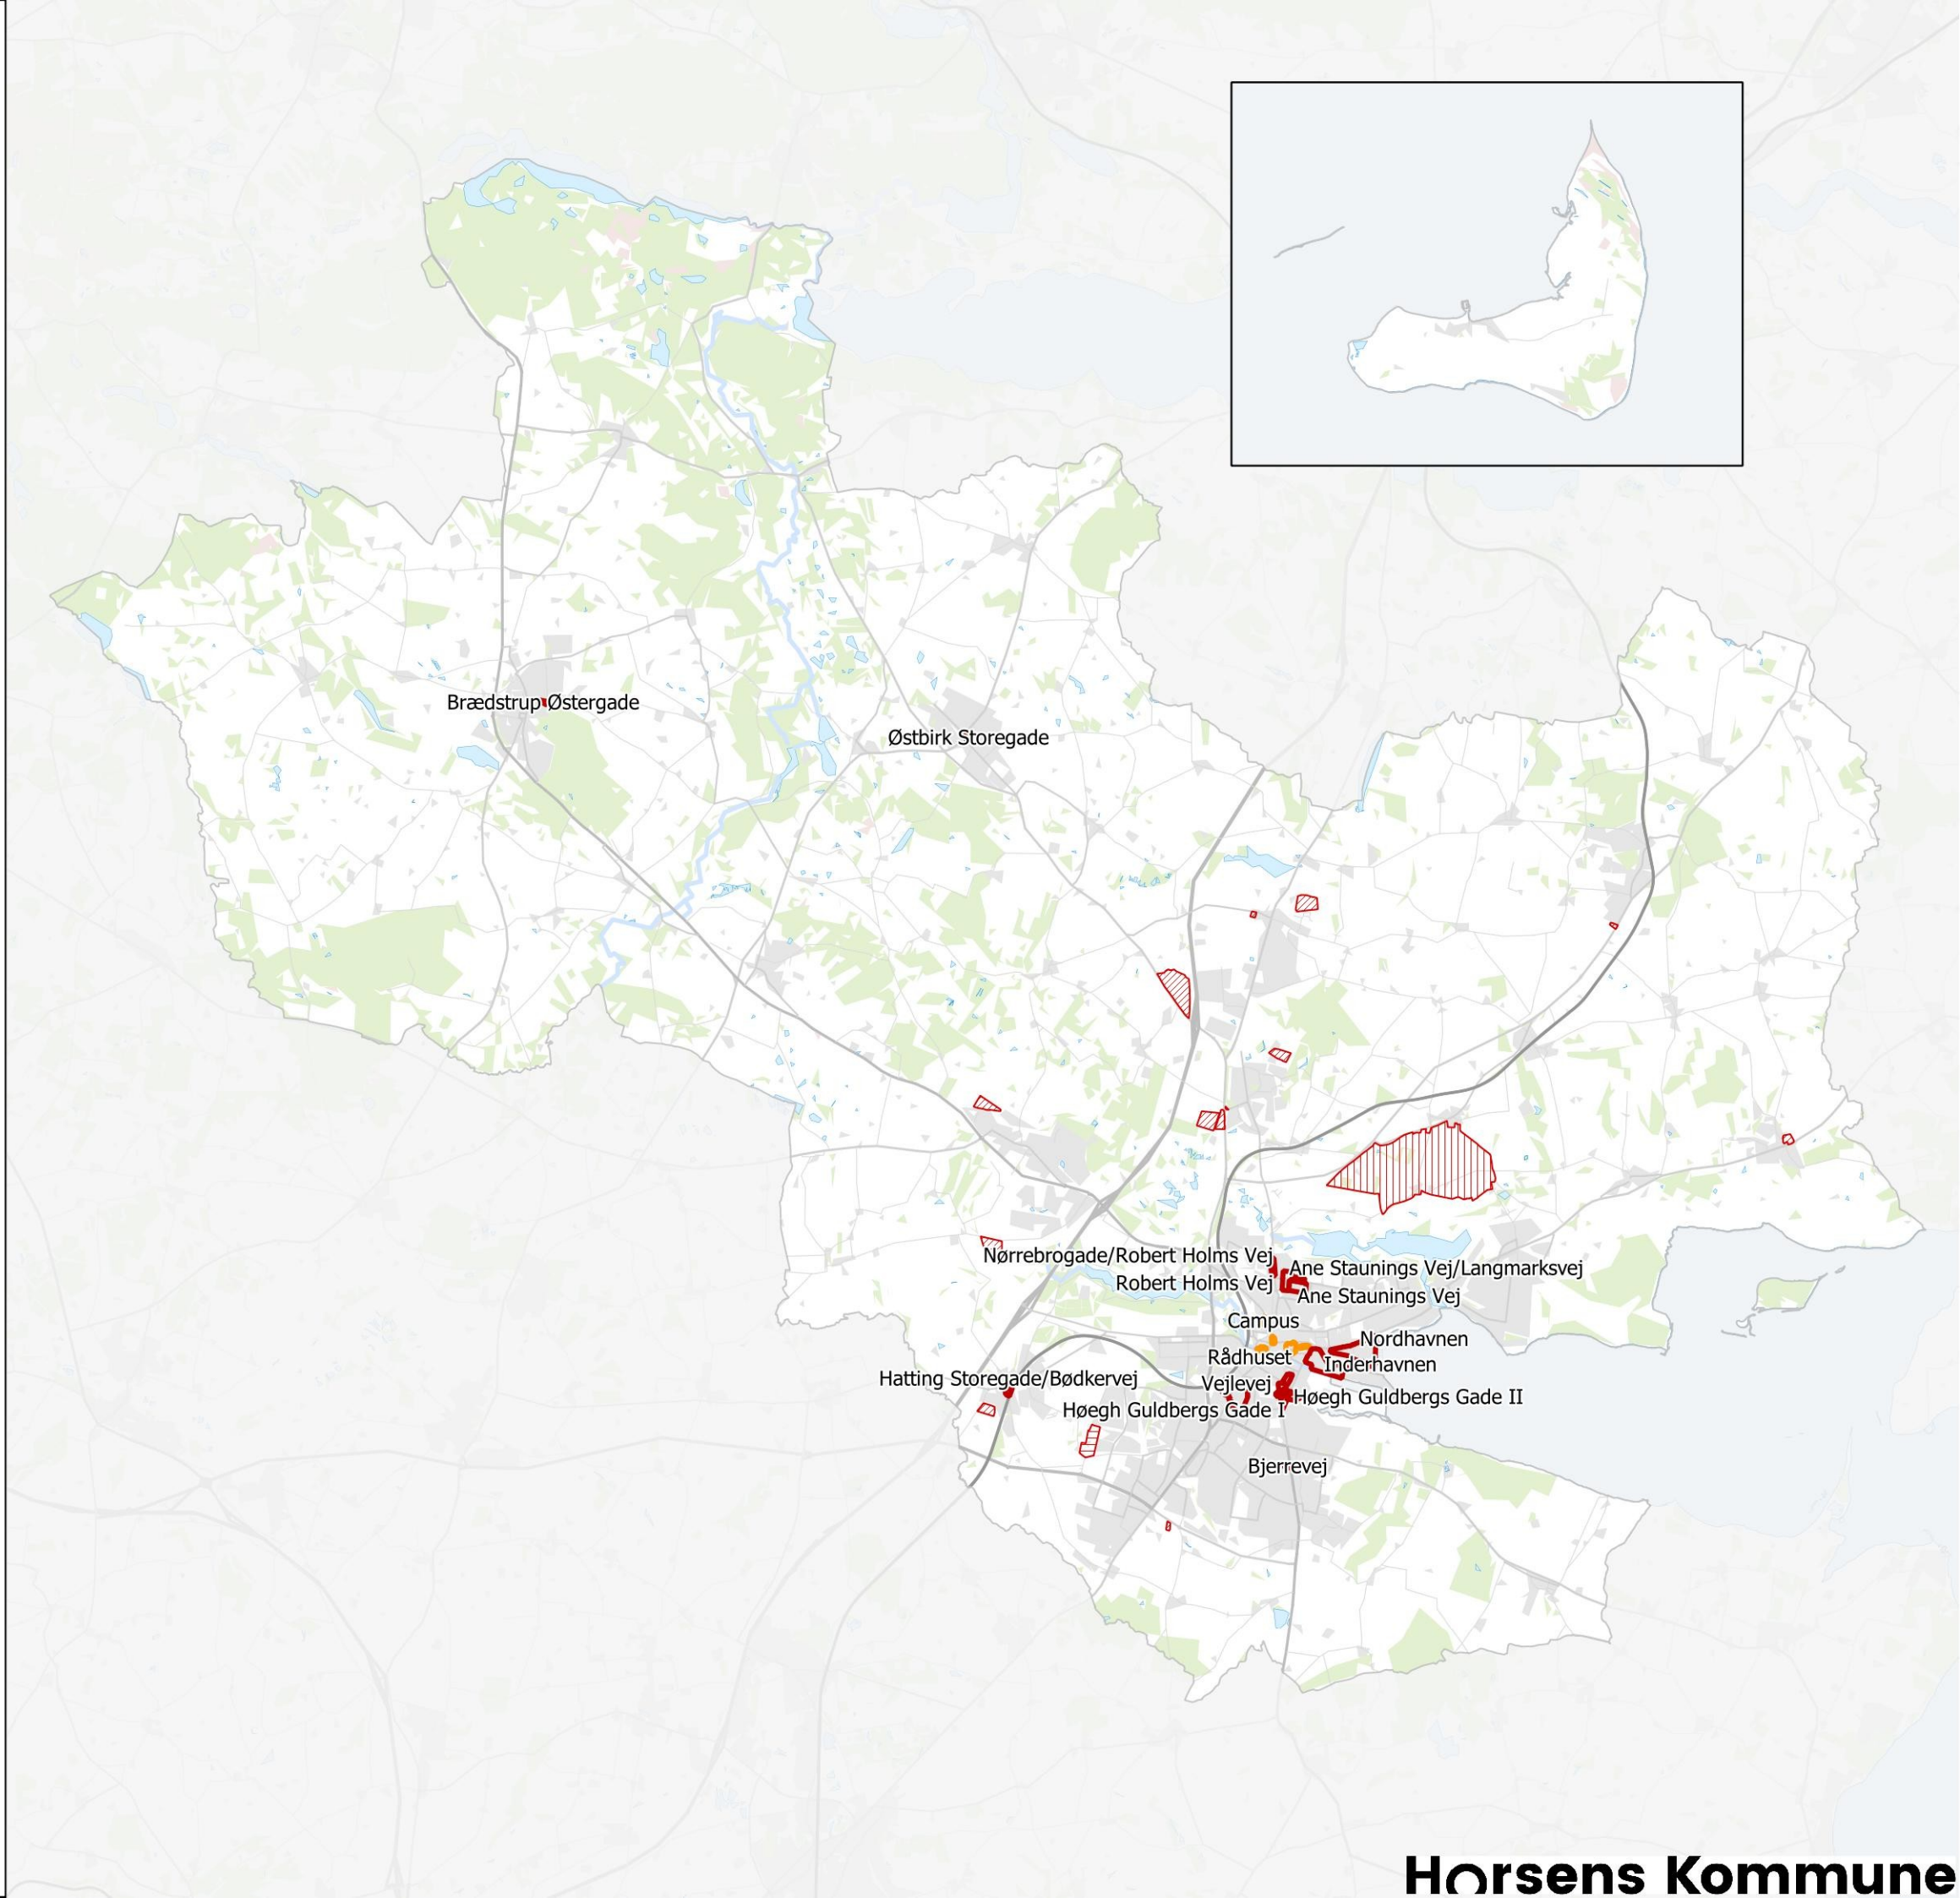 Brædstrup Østergade
Østbirk Storegade
Nørrebrogade/Robert Holms Vej
Ane Staunings Vej/Langmarksvej
Robert Holms Vej
Ane Staunings Vej
Campus
Nordhavnen
Rådhuset
Inderhavnen
Hatting Storegade/Bødkervej
Vejlevej
Høegh Guldbergs Gade II
Høegh Guldbergs Gade I
Bjerrevej
Horsens Kommune